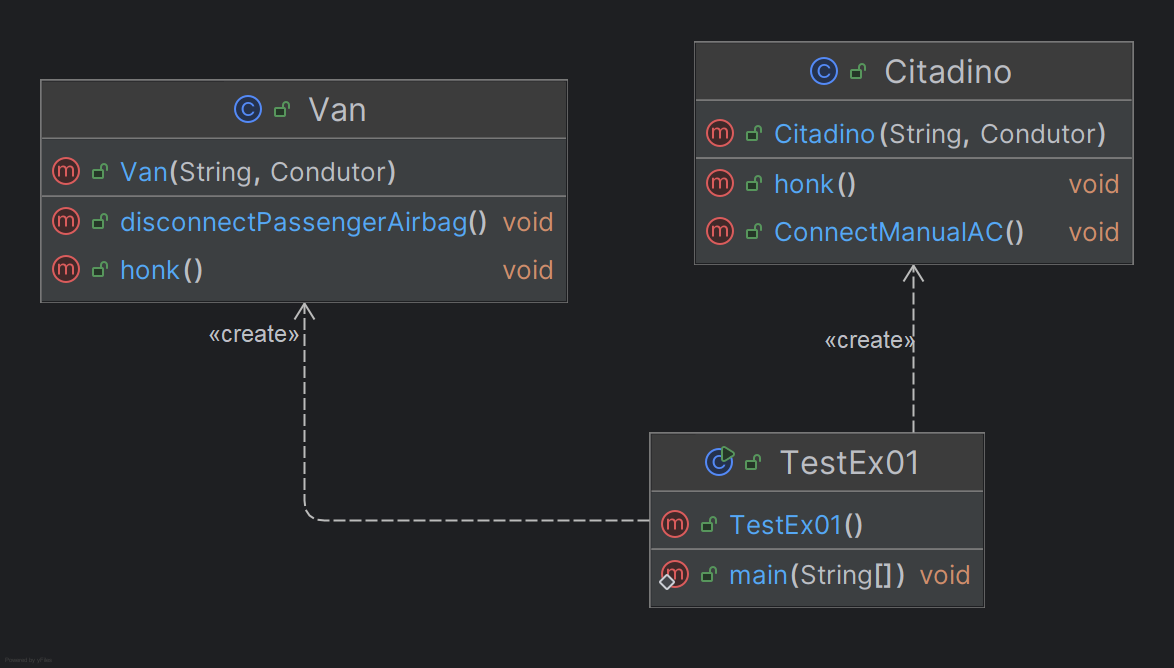 Van
Van(String, Condutor)
disconnectPassengerAirbag() void
honk() void
Citadino
Citadino(String, Condutor)
honk() void
ConnectManualAC() void
«create»
«create»
TestEx01
TestEx01()
main(String[]) void
Powered by yFiles